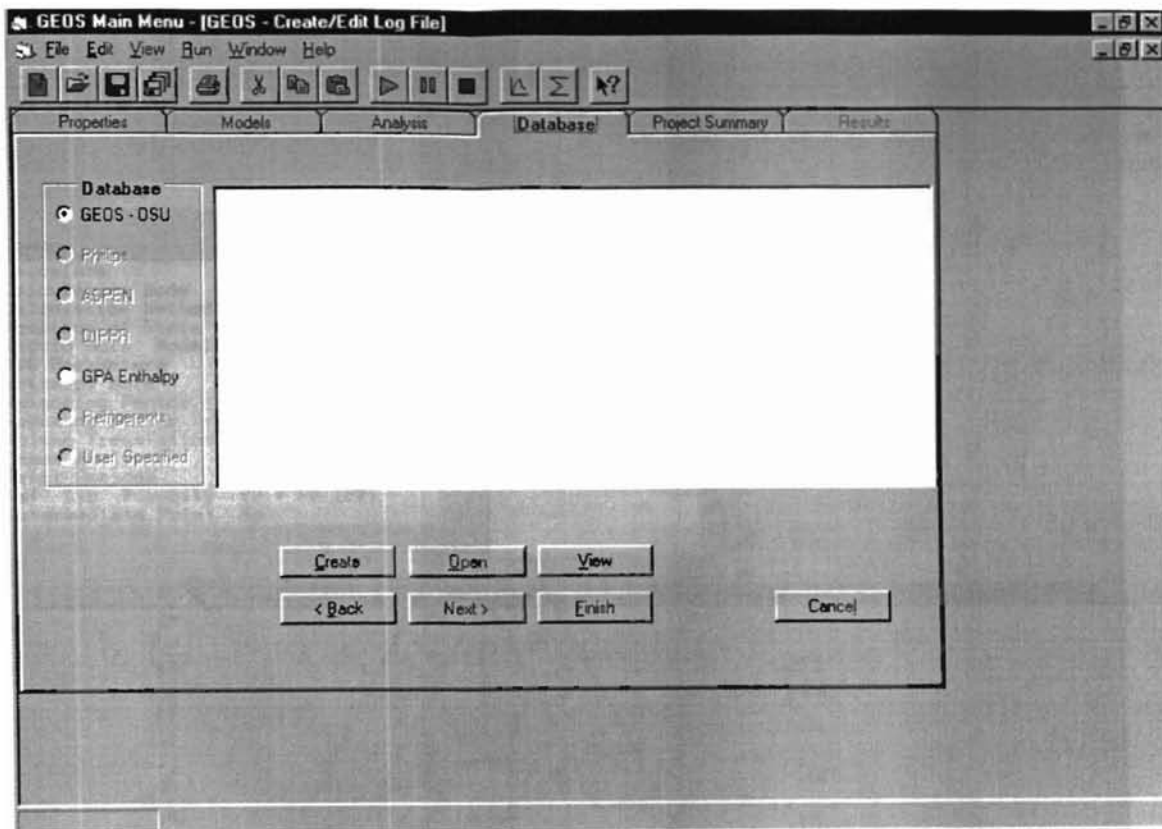 GEOS Main Menu - [GEOS - Create/Edit Log File]
File Edit View Run Window Help
Properties Models Analysis Database Project Summary Results
Database
GEOS - OSU
Phillips
ASPEN
DIPPR
GPA Enthalpy
Refrigerants
User Specified
Create Open View
< Back Next > Finish Cancel